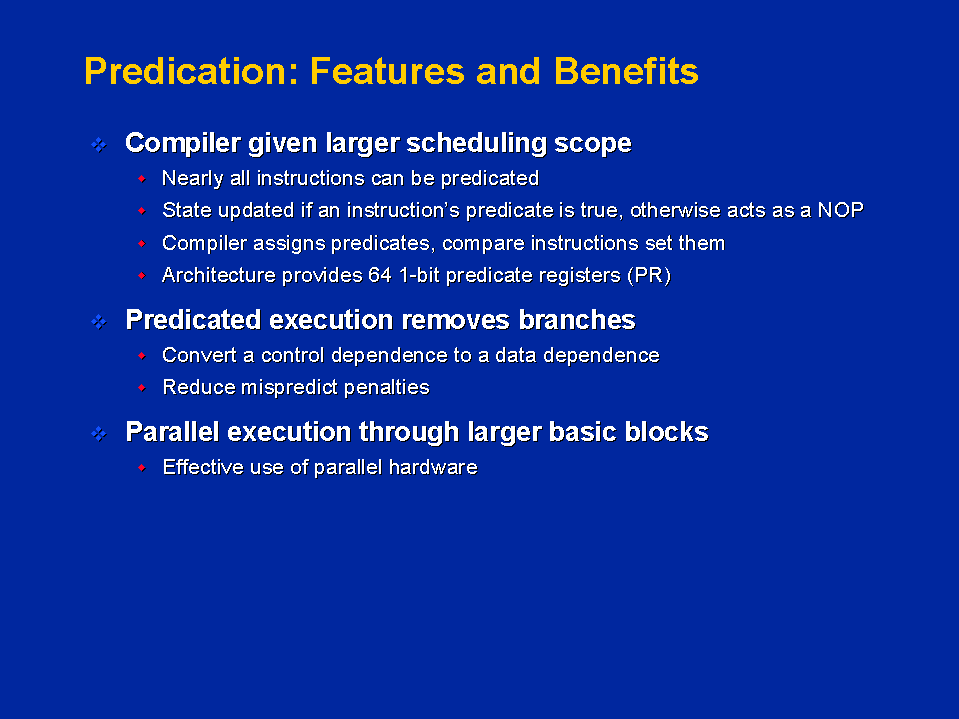 Predication: Features and Benefits
Compiler given larger scheduling scope
Nearly all instructions can be predicated
State updated if an instruction’s predicate is true, otherwise acts as a NOP
Compiler assigns predicates, compare instructions set them
Architecture provides 64 1-bit predicate registers (PR)
Predicated execution removes branches
Convert a control dependence to a data dependence
Reduce mispredict penalties
Parallel execution through larger basic blocks
Effective use of parallel hardware